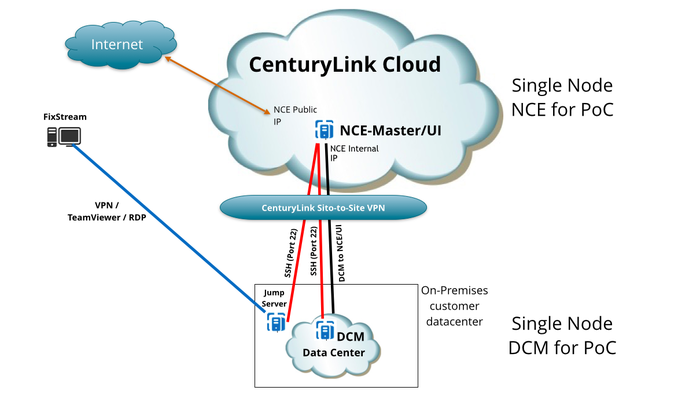 Internet
CenturyLink Cloud
Single Node
NCE for PoC
NCE Public
IP
FixStream
NCE-Master/UI
NCE Internal
IP
VPN /
TeamViewer / RDP
CenturyLink Sito-to-Site VPN
SSH (Port 22)
SSH (Port 22)
DCM to NCE/UI
Jump
Server
On-Premises
customer
datacenter
DCM
Data Center
Single Node
DCM for PoC